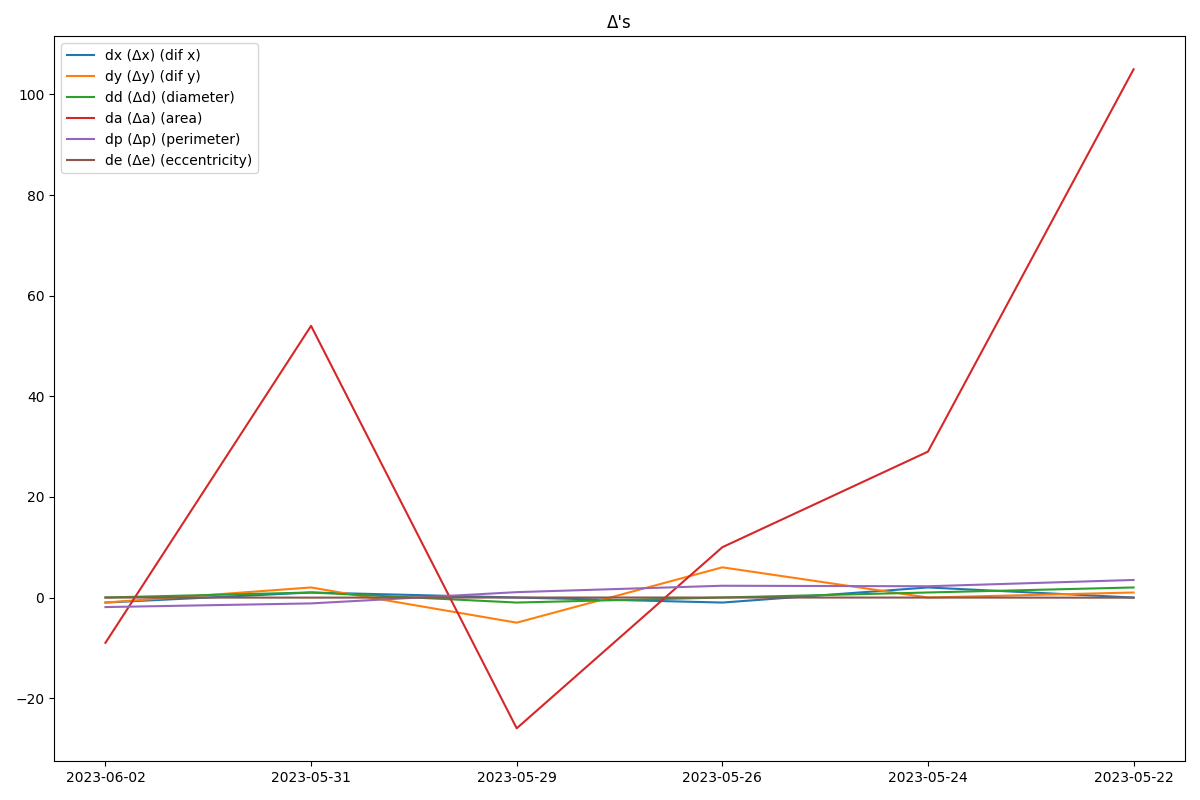 Δ's
dx (Δx) (dif x)
dy (Δy) (dif y)
dd (Δd) (diameter)
da (Δa) (area)
dp (Δp) (perimeter)
de (Δe) (eccentricity)
100
80
60
40
20
0
−20
2023-06-02 2023-05-31 2023-05-29 2023-05-26 2023-05-24 2023-05-22